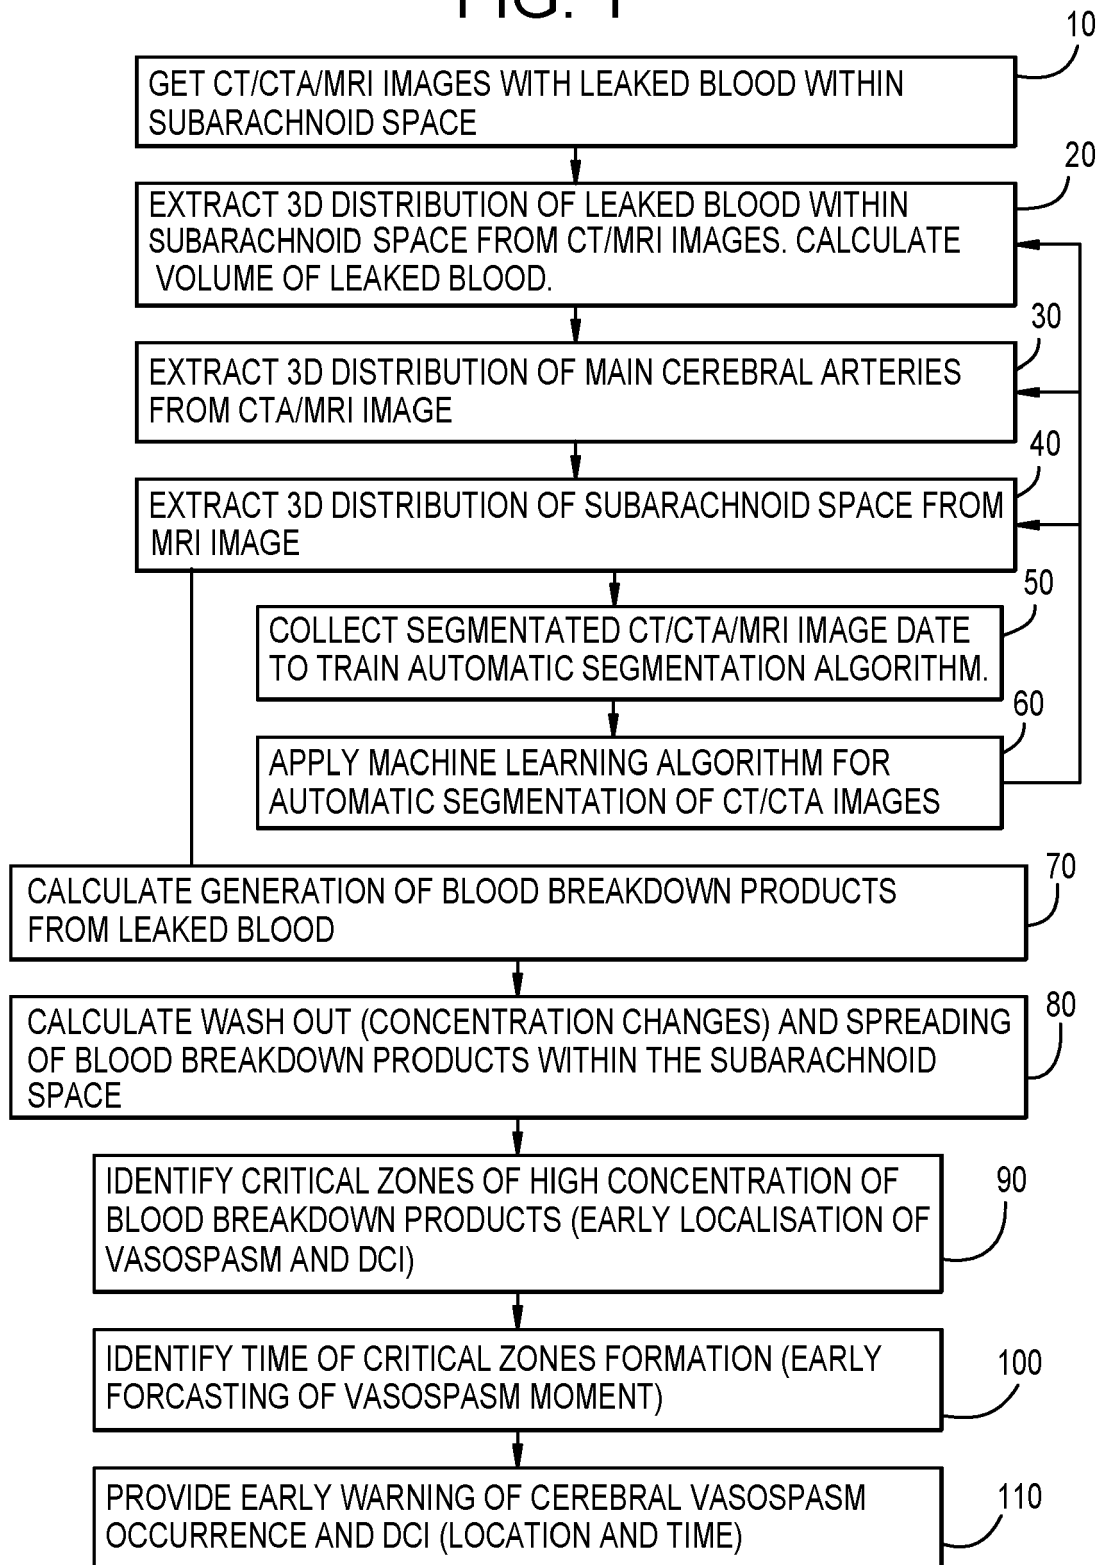 FIG. 1
10
GET CT/CTA/MRI IMAGES WITH LEAKED BLOOD WITHIN
SUBARACHNOID SPACE
20
EXTRACT 3D DISTRIBUTION OF LEAKED BLOOD WITHIN
SUBARACHNOID SPACE FROM CT/MRI IMAGES. CALCULATE
VOLUME OF LEAKED BLOOD.
30
EXTRACT 3D DISTRIBUTION OF MAIN CEREBRAL ARTERIES
FROM CTA/MRI IMAGE
40
EXTRACT 3D DISTRIBUTION OF SUBARACHNOID SPACE FROM
MRI IMAGE
50
COLLECT SEGMENTATED CT/CTA/MRI IMAGE DATE
TO TRAIN AUTOMATIC SEGMENTATION ALGORITHM.
60
APPLY MACHINE LEARNING ALGORITHM FOR
AUTOMATIC SEGMENTATION OF CT/CTA IMAGES
70
CALCULATE GENERATION OF BLOOD BREAKDOWN PRODUCTS
FROM LEAKED BLOOD
80
CALCULATE WASH OUT (CONCENTRATION CHANGES) AND SPREADING
OF BLOOD BREAKDOWN PRODUCTS WITHIN THE SUBARACHNOID
SPACE
90
IDENTIFY CRITICAL ZONES OF HIGH CONCENTRATION OF
BLOOD BREAKDOWN PRODUCTS (EARLY LOCALISATION OF
VASOSPASM AND DCI)
100
IDENTIFY TIME OF CRITICAL ZONES FORMATION (EARLY
FORCASTING OF VASOSPASM MOMENT)
110
PROVIDE EARLY WARNING OF CEREBRAL VASOSPASM
OCCURRENCE AND DCI (LOCATION AND TIME)